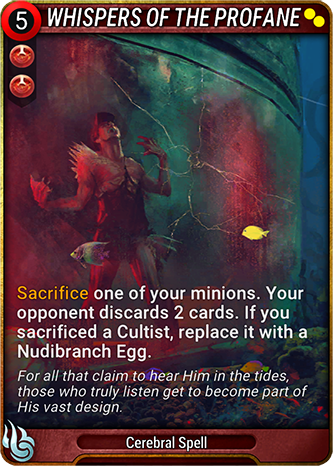 5 WHISPERS OF THE PROFANE
Sacrifice one of your minions. Your
opponent discards 2 cards. If you
sacrificed a Cultist, replace it with a
Nudibranch Egg.
For all that claim to hear Him in the tides,
those who truly listen get to become part of
His vast design.
Cerebral Spell